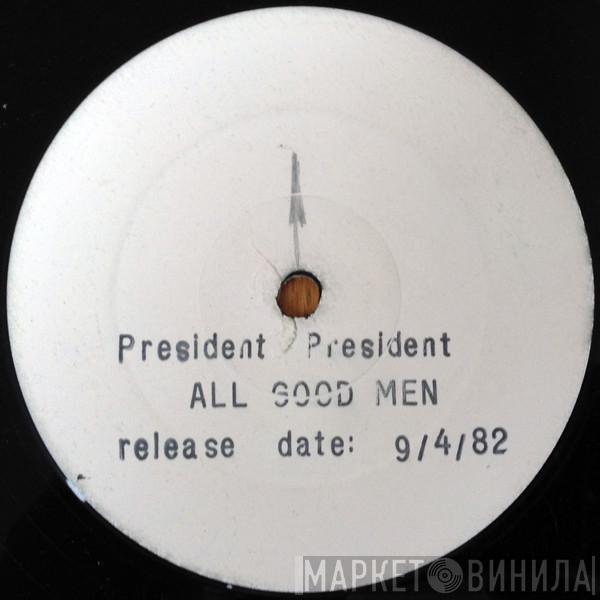 President President
ALL GOOD MEN
release date: 9/4/82
МАРКЕТ ВИНИЛА